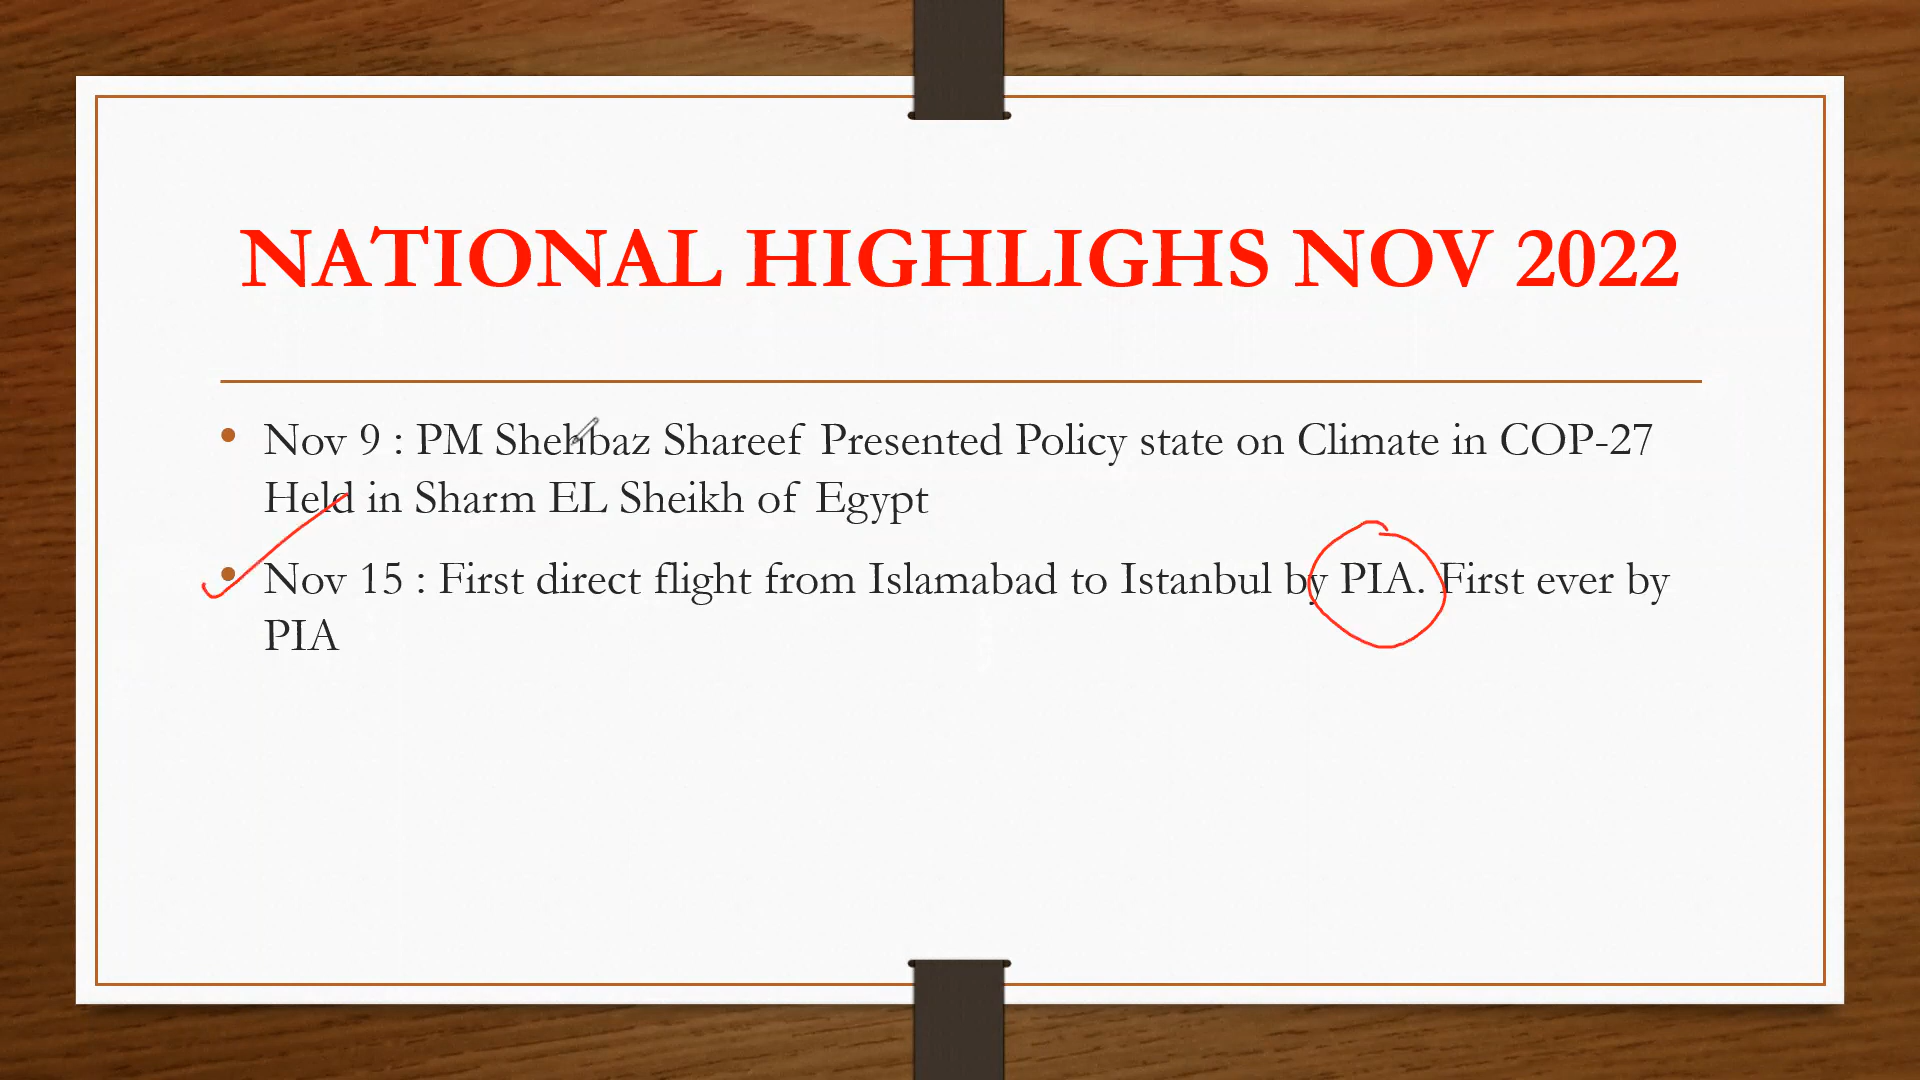 NATIONAL HIGHLIGHS NOV 2022
Nov 9 : PM Shehbaz Shareef Presented Policy state on Climate in COP-27
Held in Sharm EL Sheikh of Egypt
Nov 15 : First direct flight from Islamabad to Istanbul by PIA. First ever by
PIA